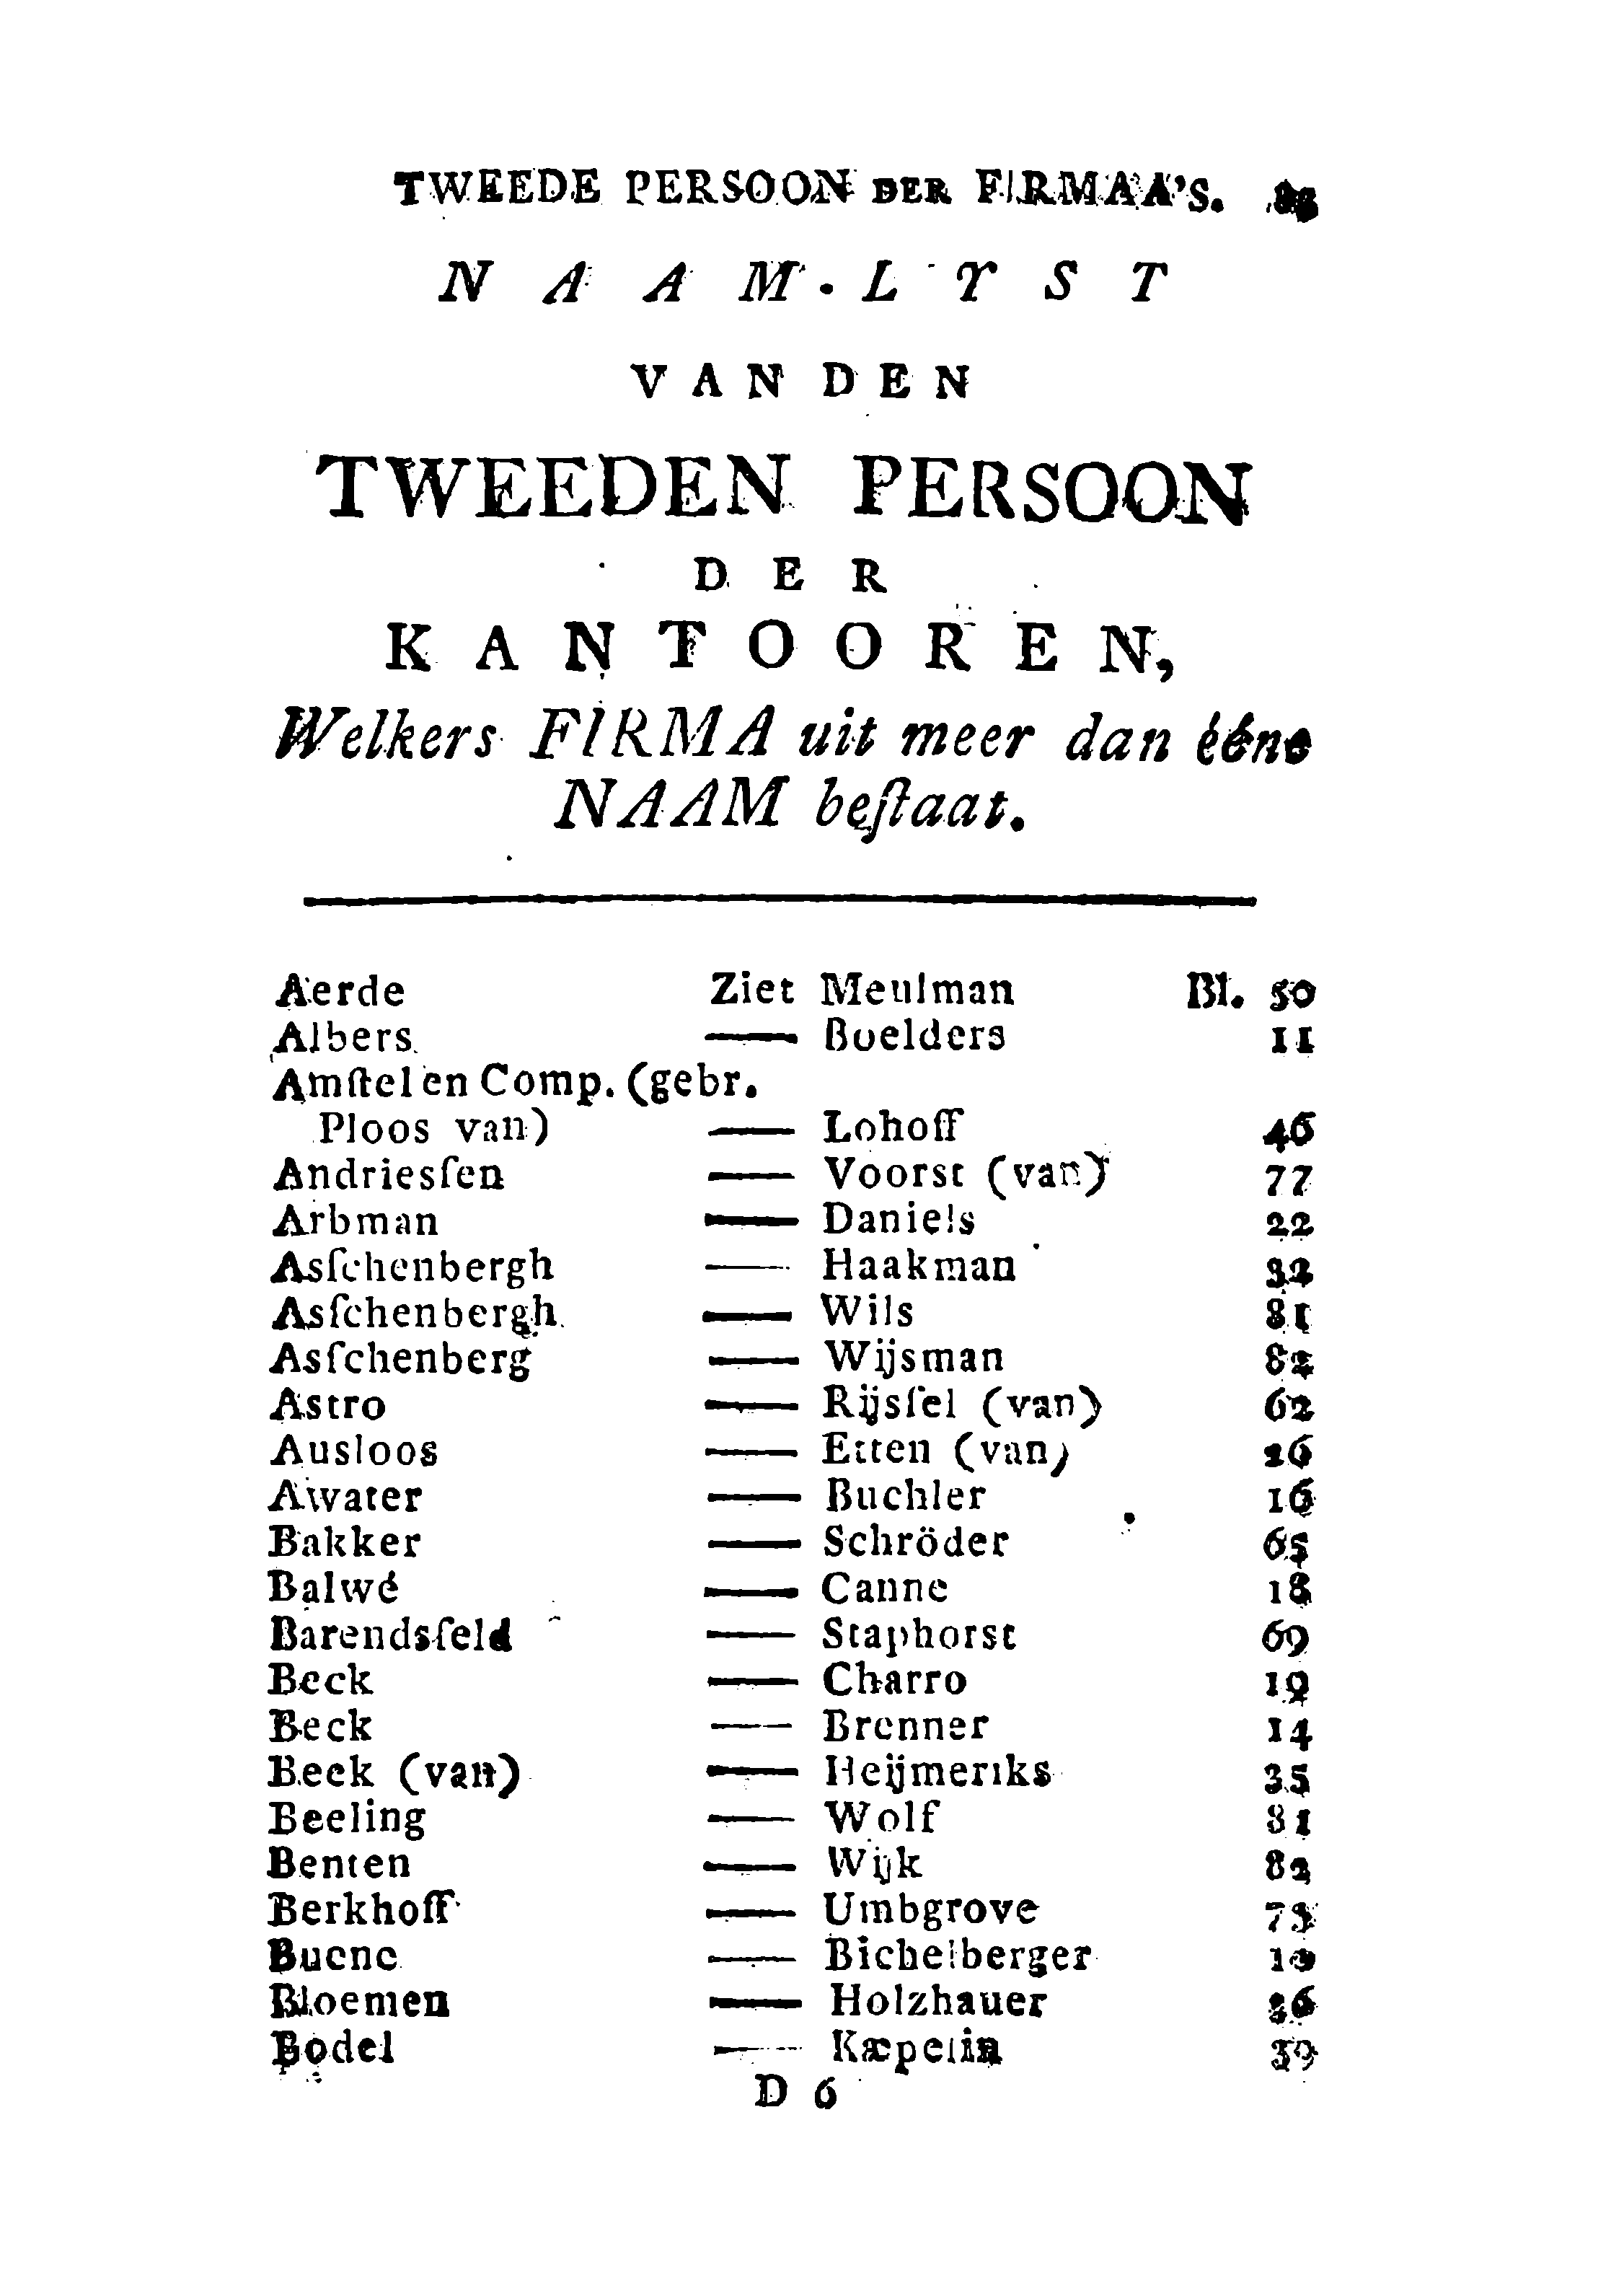 TWEEDE PERSOON DER FIRMAA'S.
NAAM-LYST
VAN DEN
TWEEDEN PERSOON
DER
KANTOOREN,
Welkers FIRMA uit meer dan ééne
NAAM beſtaat.
Aerde Ziet Meulman Bl. 50
Albers — Boelders 11
Amſtel en Comp. (gebr.
Ploos van) — Lohoff 46
Andriesſen — Voorst (van) 77
Arbman — Daniels 22
Asſchenbergh — Haakman 32
Asſchenbergh — Wils 81
Asſchenberg — Wijsman 82
Astro — Rijsſel (van) 62
Ausloos — Etten (van) 26
Awater — Buchler 16
Bakker — Schröder 65
Balwé — Canne 18
Barendsſeld — Staphorst 69
Beck — Charro 19
Beck — Brenner 14
Beek (van) — Heijmeriks 35
Beeling — Wolf 81
Benten — Wijk 82
Berkhoff — Umbgrove 73
Buene — Bichelberger 10
Bloemen — Holzhauer 36
Bodel — Kæpelin 39
D 6